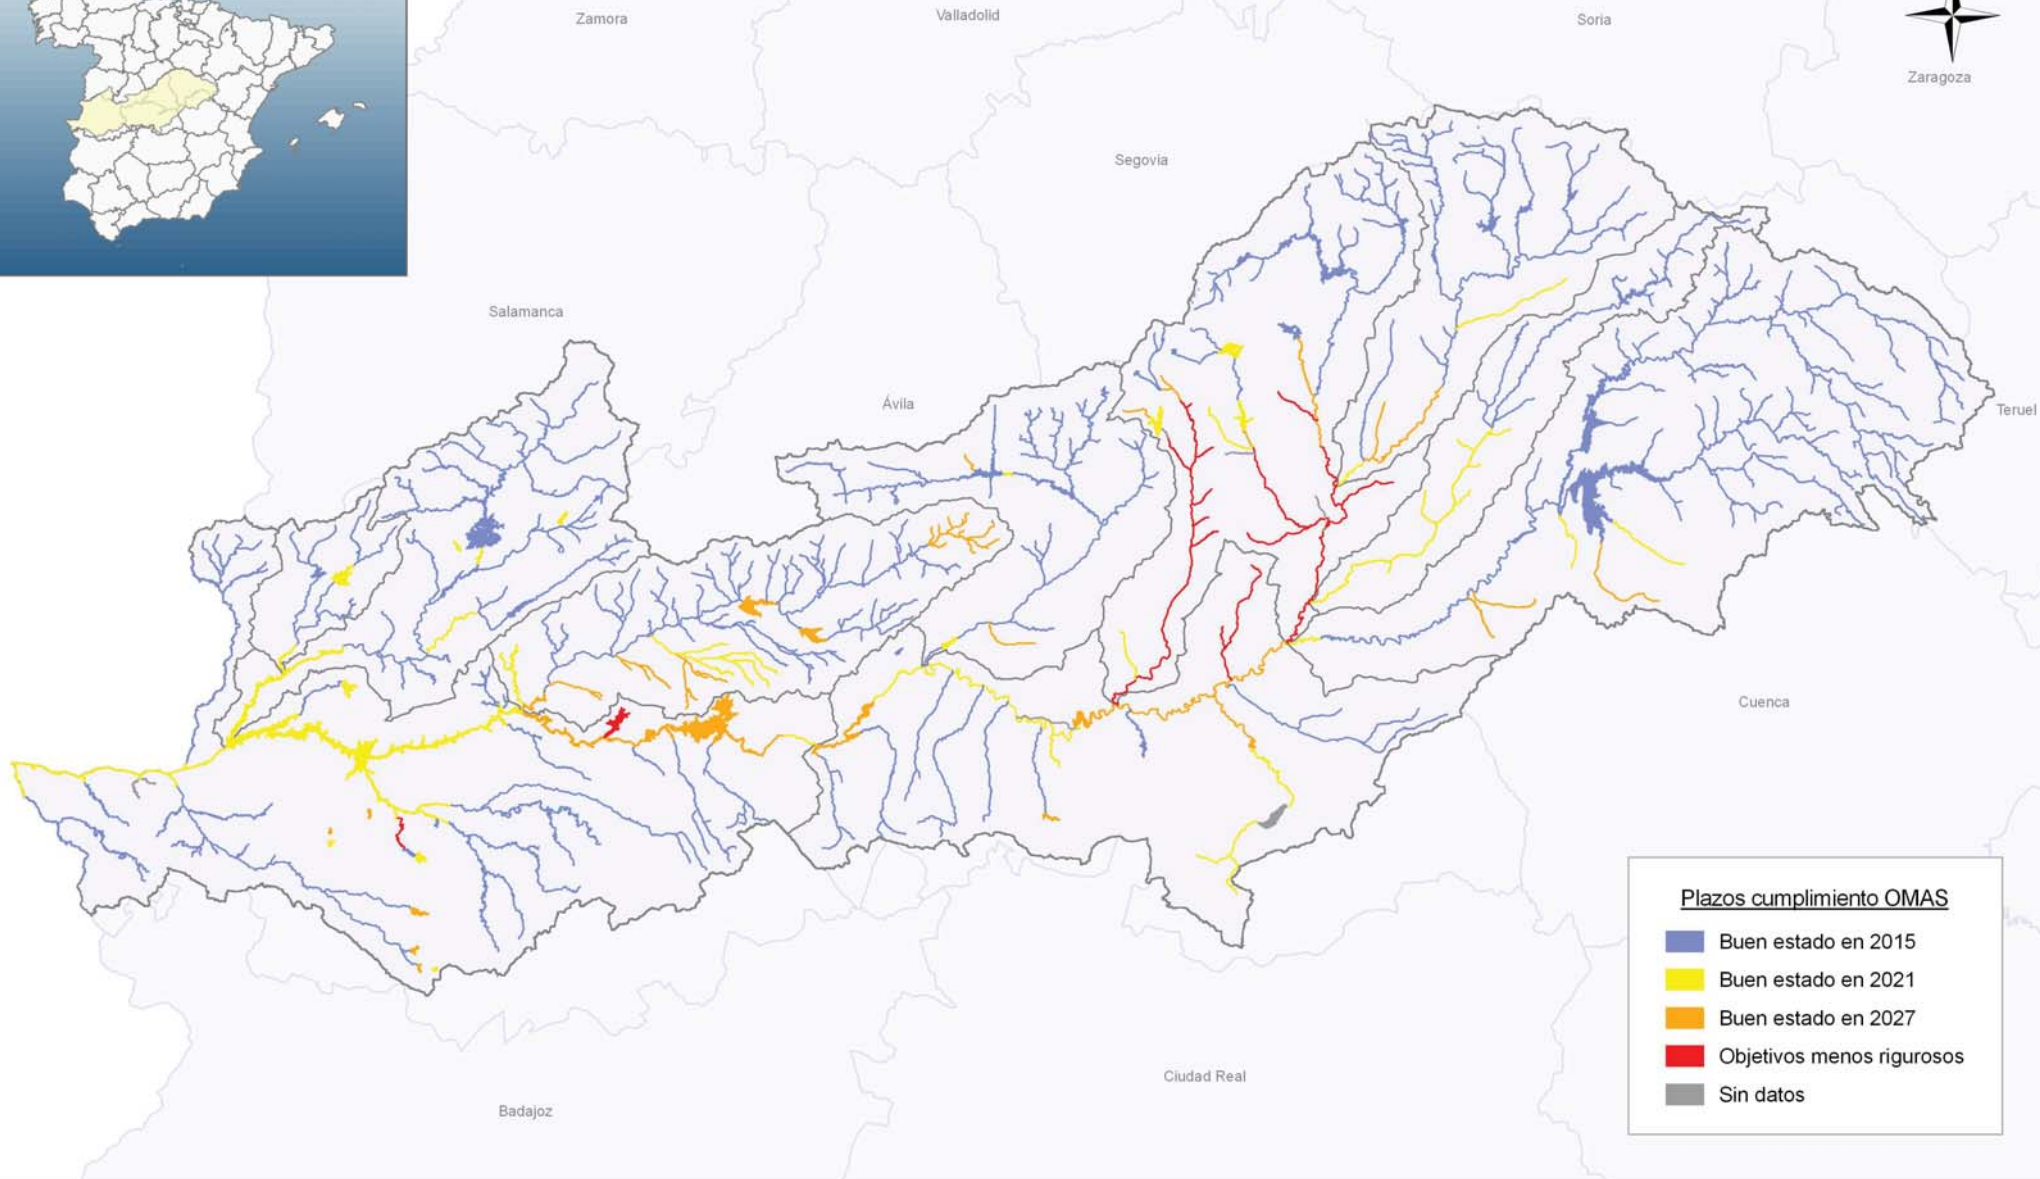 Zamora
Valladolid
Soria
Zaragoza
Segovia
Salamanca
Ávila
Teruel
Cuenca
Ciudad Real
Badajoz
Plazos cumplimiento OMAS
Buen estado en 2015
Buen estado en 2021
Buen estado en 2027
Objetivos menos rigurosos
Sin datos